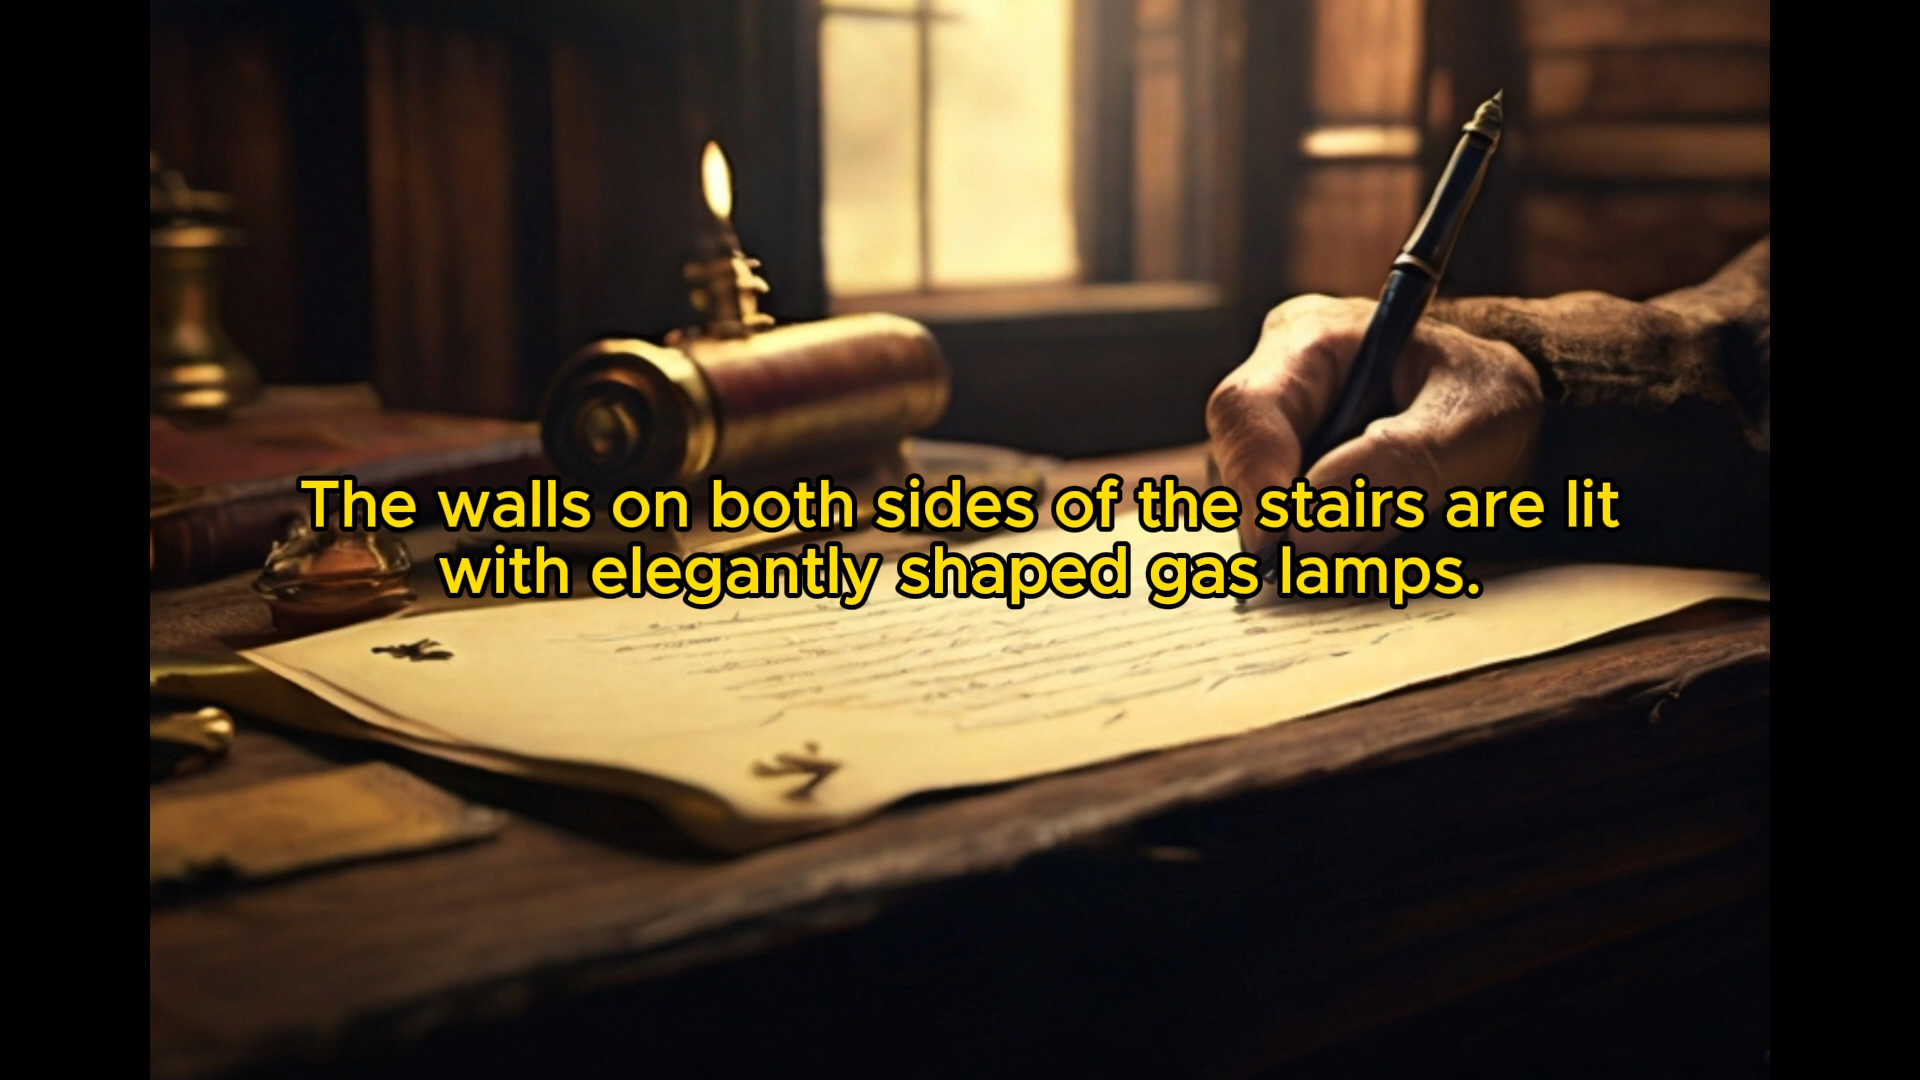 The walls on both sides of the stairs are lit
with elegantly shaped gas lamps.